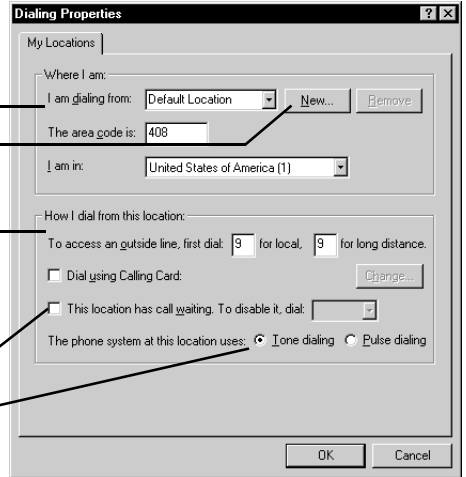 Dialing Properties
My Locations
Where I am:
I am dialing from: Default Location New... Remove
The area code is: 408
I am in: United States of America (1)
How I dial from this location:
To access an outside line, first dial: 9 for local, 9 for long distance.
Dial using Calling Card: Change...
This location has call waiting. To disable it, dial:
The phone system at this location uses: Tone dialing Pulse dialing
OK Cancel